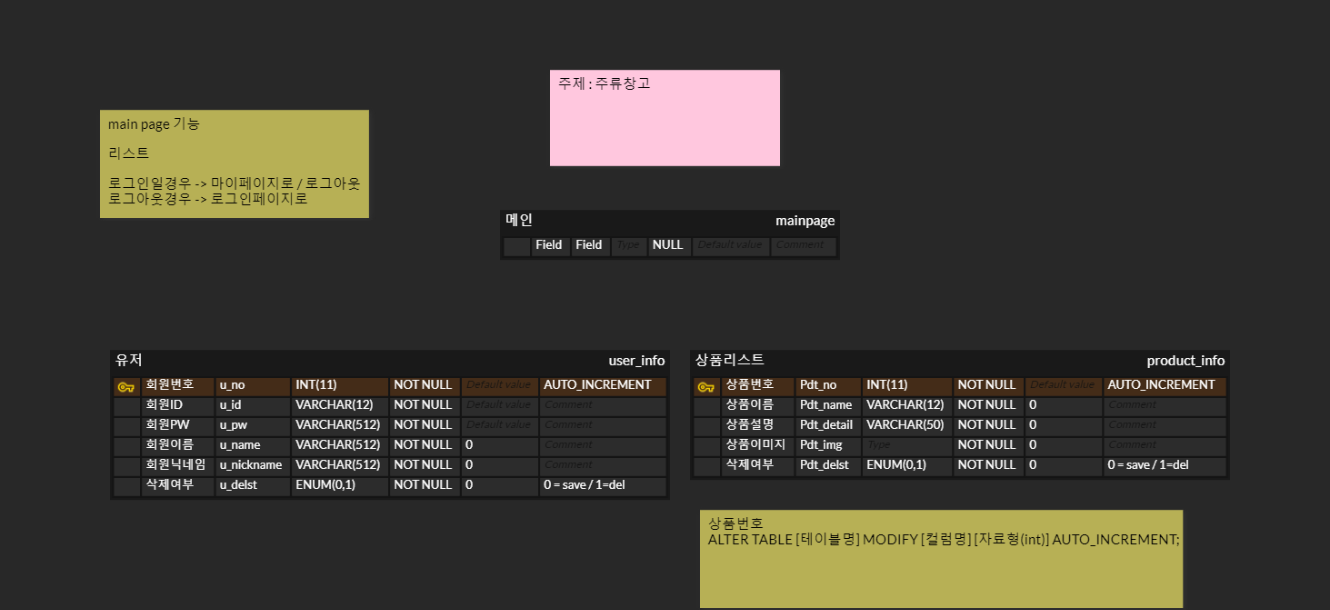 주제 : 주류창고
main page 기능
리스트
로그인일경우 -> 마이페이지로 / 로그아웃
로그아웃경우 -> 로그인페이지로
메인 mainpage
Field Field Type NULL Default value Comment
유저 user_info
회원번호 u_no INT(11) NOT NULL Default value AUTO_INCREMENT
회원ID u_id VARCHAR(12) NOT NULL Default value Comment
회원PW u_pw VARCHAR(512) NOT NULL Default value Comment
회원이름 u_name VARCHAR(512) NOT NULL 0 Comment
회원닉네임 u_nickname VARCHAR(512) NOT NULL 0 Comment
삭제여부 u_delst ENUM(0,1) NOT NULL 0 0 = save / 1=del
상품리스트 product_info
상품번호 Pdt_no INT(11) NOT NULL Default value AUTO_INCREMENT
상품이름 Pdt_name VARCHAR(12) NOT NULL 0 Comment
상품설명 Pdt_detail VARCHAR(50) NOT NULL 0 Comment
상품이미지 Pdt_img Type NOT NULL 0 Comment
삭제여부 Pdt_delst ENUM(0,1) NOT NULL 0 0 = save / 1=del
상품번호
ALTER TABLE [테이블명] MODIFY [컬럼명] [자료형(int)] AUTO_INCREMENT;